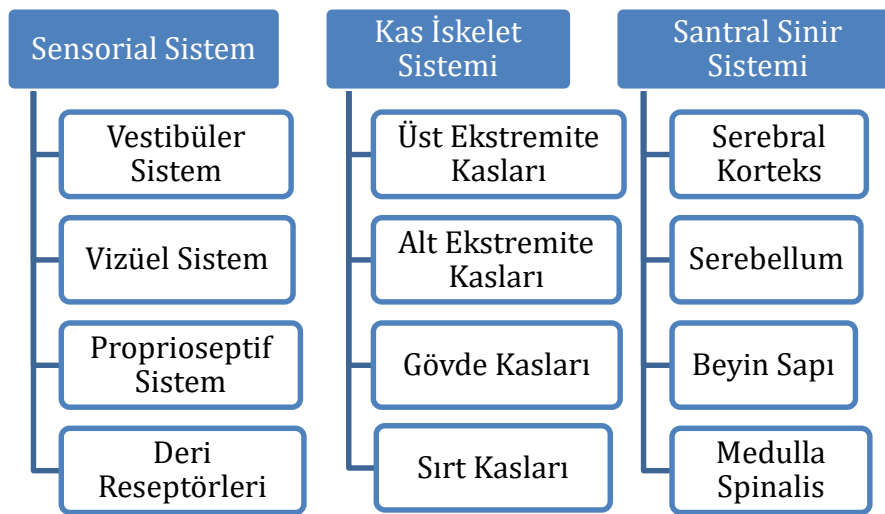 Sensorial Sistem
Vestibüler
Sistem
Vizüel Sistem
Proprioseptif
Sistem
Deri
Reseptörleri
Kas İskelet
Sistemi
Üst Ekstremite
Kasları
Alt Ekstremite
Kasları
Gövde Kasları
Sırt Kasları
Santral Sinir
Sistemi
Serebral
Korteks
Serebellum
Beyin Sapı
Medulla
Spinalis